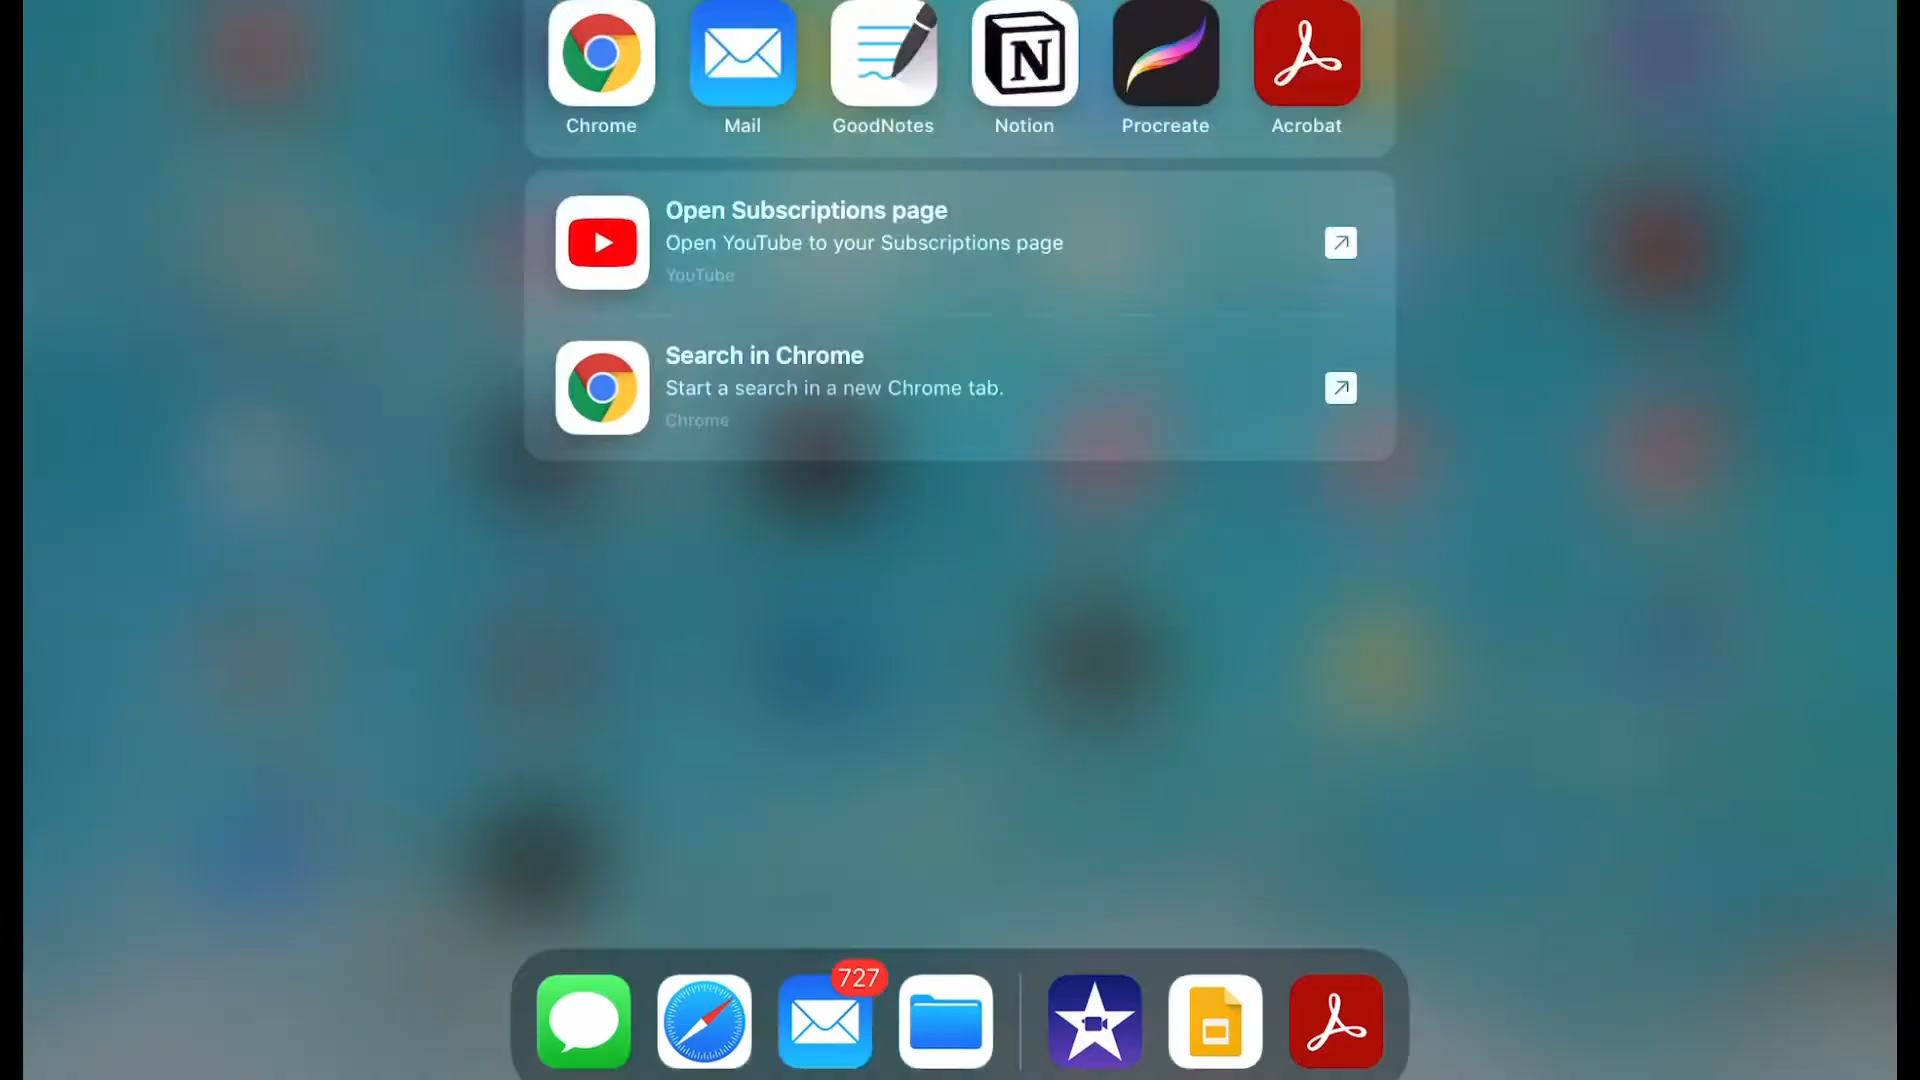 Chrome
Mail
GoodNotes
Notion
Procreate
Acrobat
Open Subscriptions page
Open YouTube to your Subscriptions page
YouTube
Search in Chrome
Start a search in a new Chrome tab.
Chrome
727